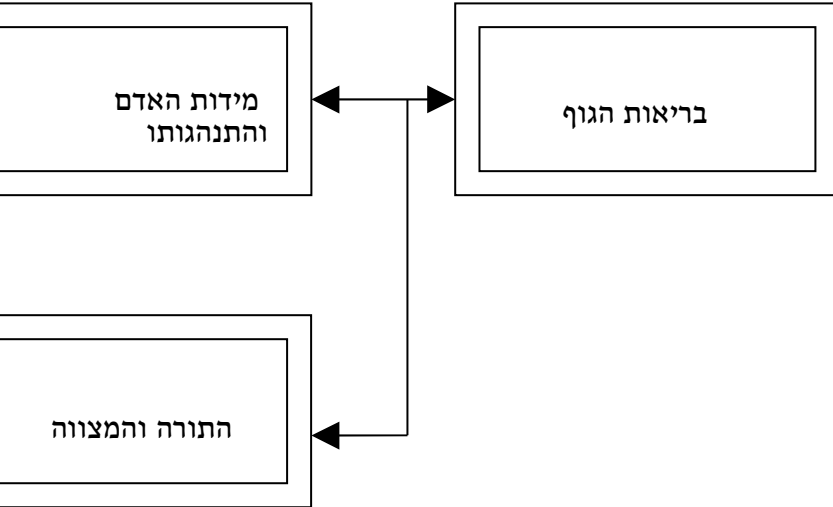 בריאות הגוף
מידות האדם
והתנהגותו
התורה והמצווה